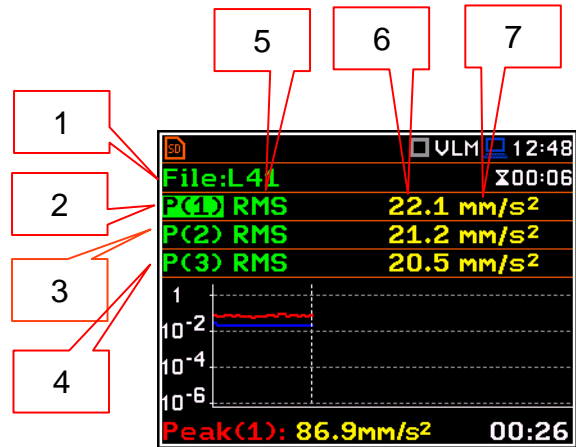 5 6 7
1
SD VLM 12:48
File:L41 00:06
2
P(1) RMS 22.1 mm/s²
P(2) RMS 21.2 mm/s²
3
P(3) RMS 20.5 mm/s²
1
10⁻²
4
10⁻⁴
10⁻⁶
Peak(1): 86.9mm/s² 00:26